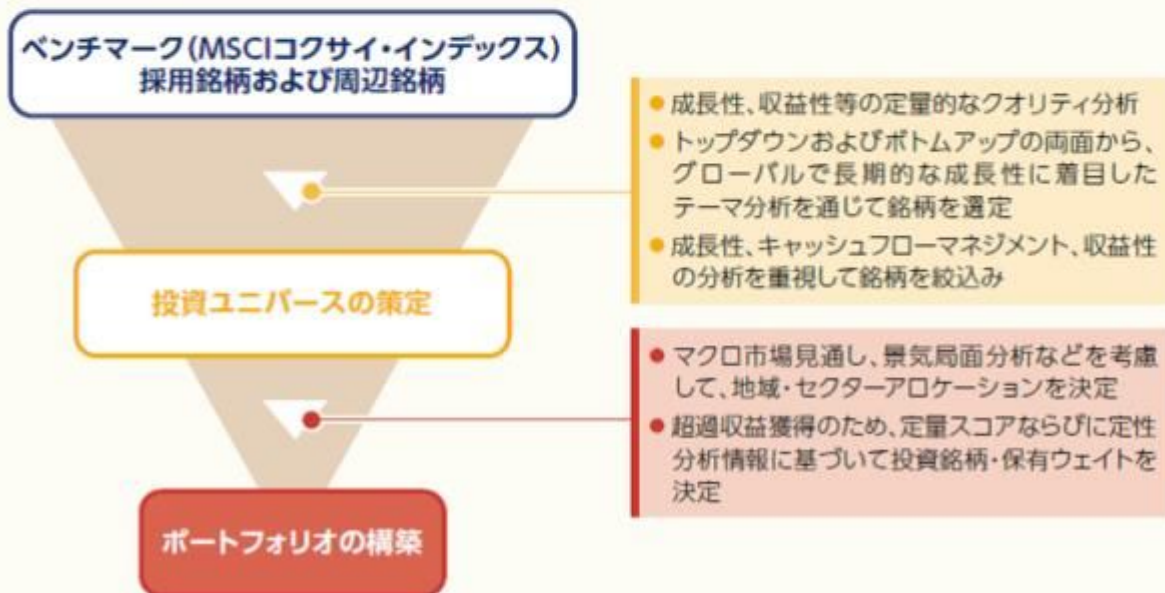 ベンチマーク(MSCIコクサイ・インデックス)
採用銘柄および周辺銘柄
● 成長性、収益性等の定量的なクオリティ分析
● トップダウンおよびボトムアップの両面から、
グローバルで長期的な成長性に着目した
テーマ分析を通じて銘柄を選定
● 成長性、キャッシュフローマネジメント、収益性
の分析を重視して銘柄を絞込み
投資ユニバースの策定
● マクロ市場見通し、景気局面分析などを考慮
して、地域・セクターアロケーションを決定
● 超過収益獲得のため、定量スコアならびに定性
分析情報に基づいて投資銘柄・保有ウェイトを
決定
ポートフォリオの構築